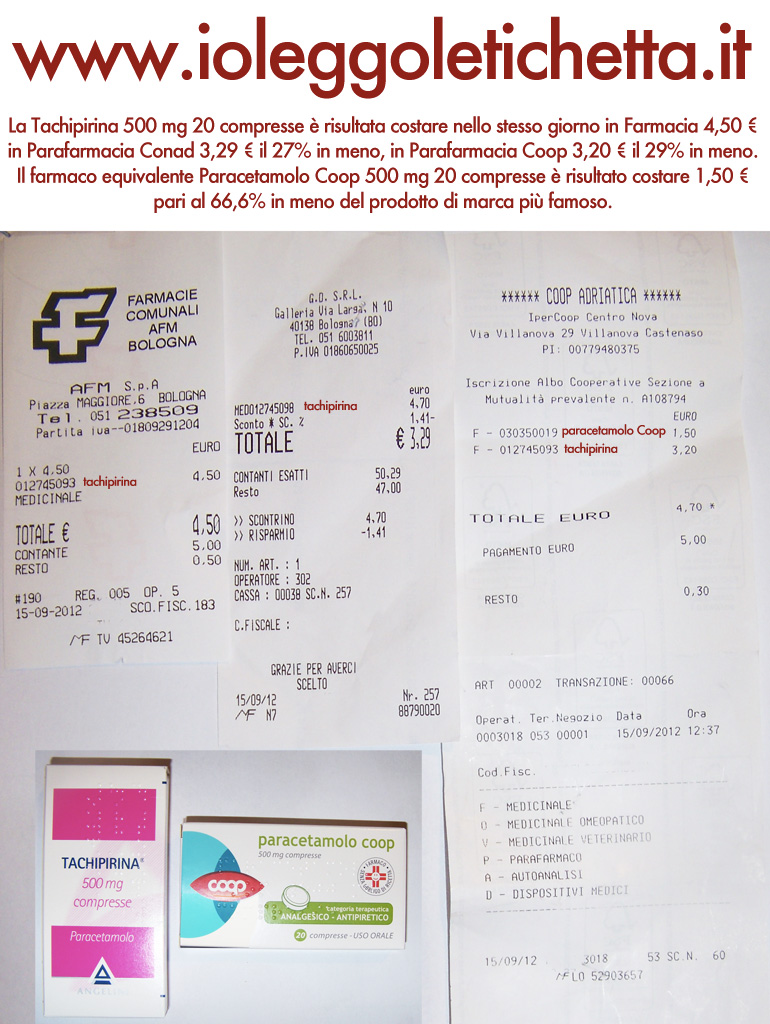 www.ioleggoletichetta.it
La Tachipirina 500 mg 20 compresse è risultata costare nello stesso giorno in Farmacia 4,50 €
in Parafarmacia Conad 3,29 € il 27% in meno, in Parafarmacia Coop 3,20 € il 29% in meno.
Il farmaco equivalente Paracetamolo Coop 500 mg 20 compresse è risultato costare 1,50 €
pari al 66,6% in meno del prodotto di marca più famoso.
FARMACIE
COMUNALI
AFM
BOLOGNA
AFM S.p.A
Piazza MAGGIORE,6 BOLOGNA
Tel. 051 238509
Partita iva--01809291204
EURO
1 X 4,50
012745093 tachipirina 4,50
MEDICINALE
TOTALE € 4,50
CONTANTE 5,00
RESTO 0,50
#190 REG. 005 OP. 5
15-09-2012 SCO.FISC.183
MF TV 45264621
G.D. S.R.L.
Galleria Via Larga, N 10
40138 Bologna (BO)
TEL. 051 6003811
P.IVA 01860650025
euro
MED012745098 tachipirina 4,70
Sconto * SC. % 1,41-
TOTALE € 3,29
CONTANTI ESATTI 50,29
Resto 47,00
>> SCONTRINO 4,70
>> RISPARMIO -1,41
NUM. ART. : 1
OPERATORE : 302
CASSA : 00038 SC.N. 257
C.FISCALE :
GRAZIE PER AVERCI
SCELTO
15/09/12 Nr. 257
MF N7 88790020
****** COOP ADRIATICA ******
IperCoop Centro Nova
Via Villanova 29 Villanova Castenaso
PI: 00779480375
Iscrizione Albo Cooperative Sezione a
Mutualità prevalente n. A108794
EURO
F - 030350019 paracetamolo Coop 1,50
F - 012745093 tachipirina 3,20
TOTALE EURO 4,70 *
PAGAMENTO EURO 5,00
RESTO 0,30
ART 00002 TRANSAZIONE: 00066
Operat. Ter.Negozio Data Ora
0003018 053 00001 15/09/2012 12:37
Cod.Fisc.
F - MEDICINALE
O - MEDICINALE OMEOPATICO
V - MEDICINALE VETERINARIO
P - PARAFARMACO
A - AUTOANALISI
D - DISPOSITIVI MEDICI
15/09/12 3018 53 SC.N. 60
MF LO 52903657
TACHIPIRINA®
500 mg
compresse
Paracetamolo
ANGELINI
paracetamolo coop
500 mg compresse
coop
categoria terapeutica
ANALGESICO - ANTIPIRETICO
20 compresse - USO ORALE